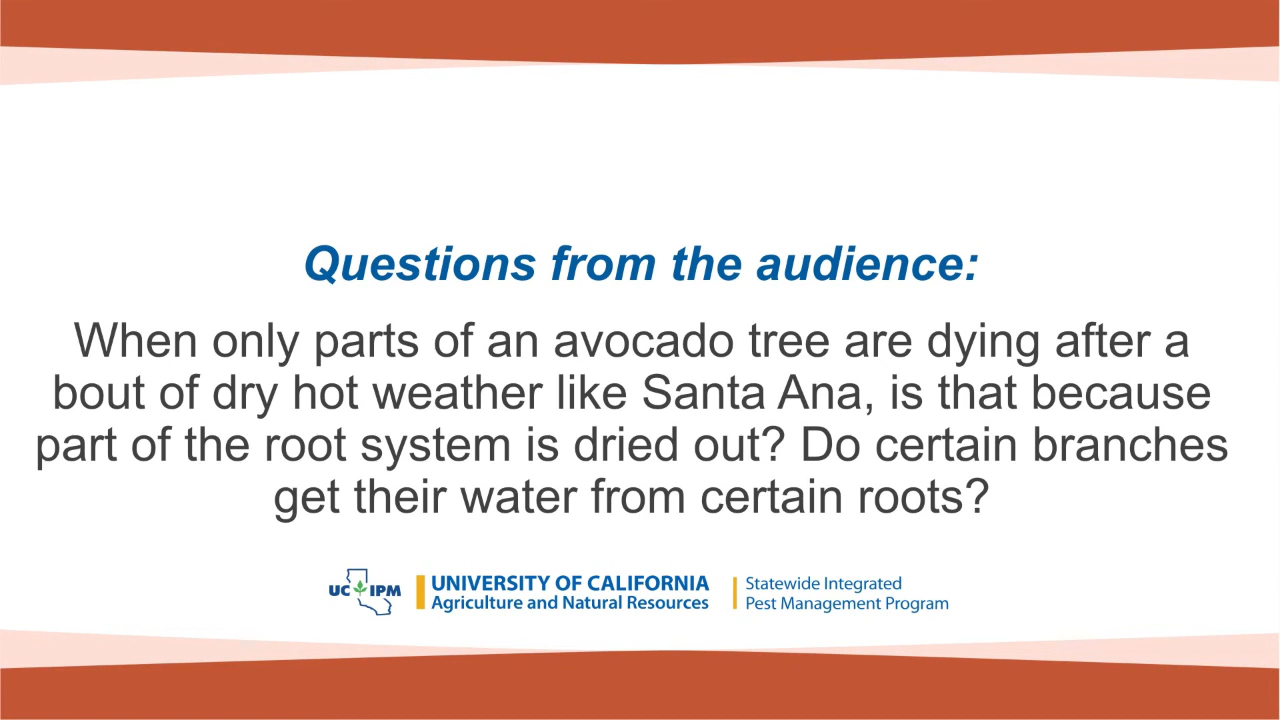 Questions from the audience:
When only parts of an avocado tree are dying after a
bout of dry hot weather like Santa Ana, is that because
part of the root system is dried out? Do certain branches
get their water from certain roots?
UC IPM
UNIVERSITY OF CALIFORNIA
Agriculture and Natural Resources
Statewide Integrated
Pest Management Program